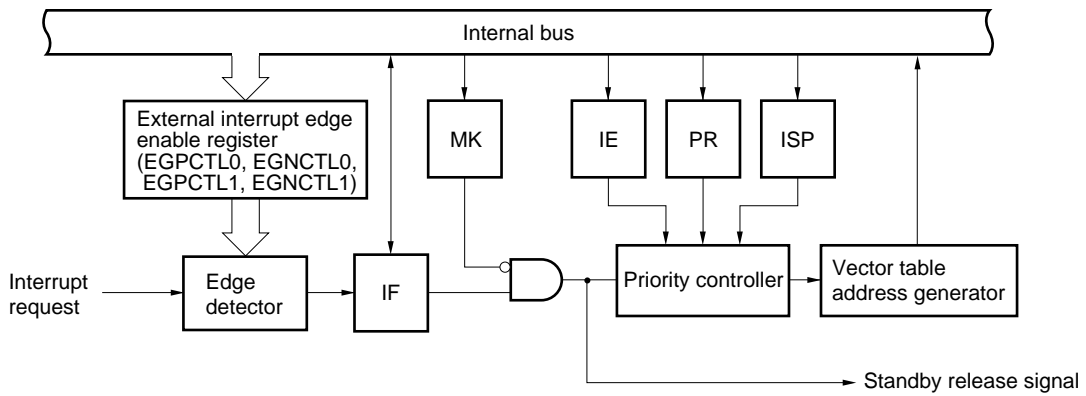 Internal bus
External interrupt edge
enable register
(EGPCTL0, EGNCTL0,
EGPCTL1, EGNCTL1)
MK
IE
PR
ISP
Interrupt
request
Edge
detector
IF
Priority controller
Vector table
address generator
Standby release signal